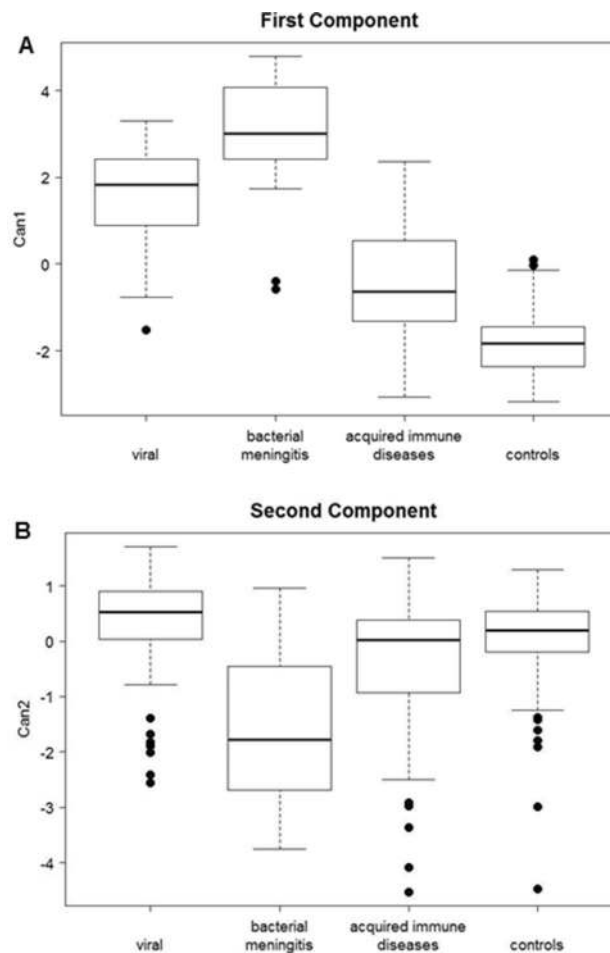 First Component
A
4
2
0
-2
Can1
viral
bacterial
meningitis
acquired immune
diseases
controls
Second Component
B
1
0
-1
-2
-3
-4
Can2
viral
bacterial
meningitis
acquired immune
diseases
controls